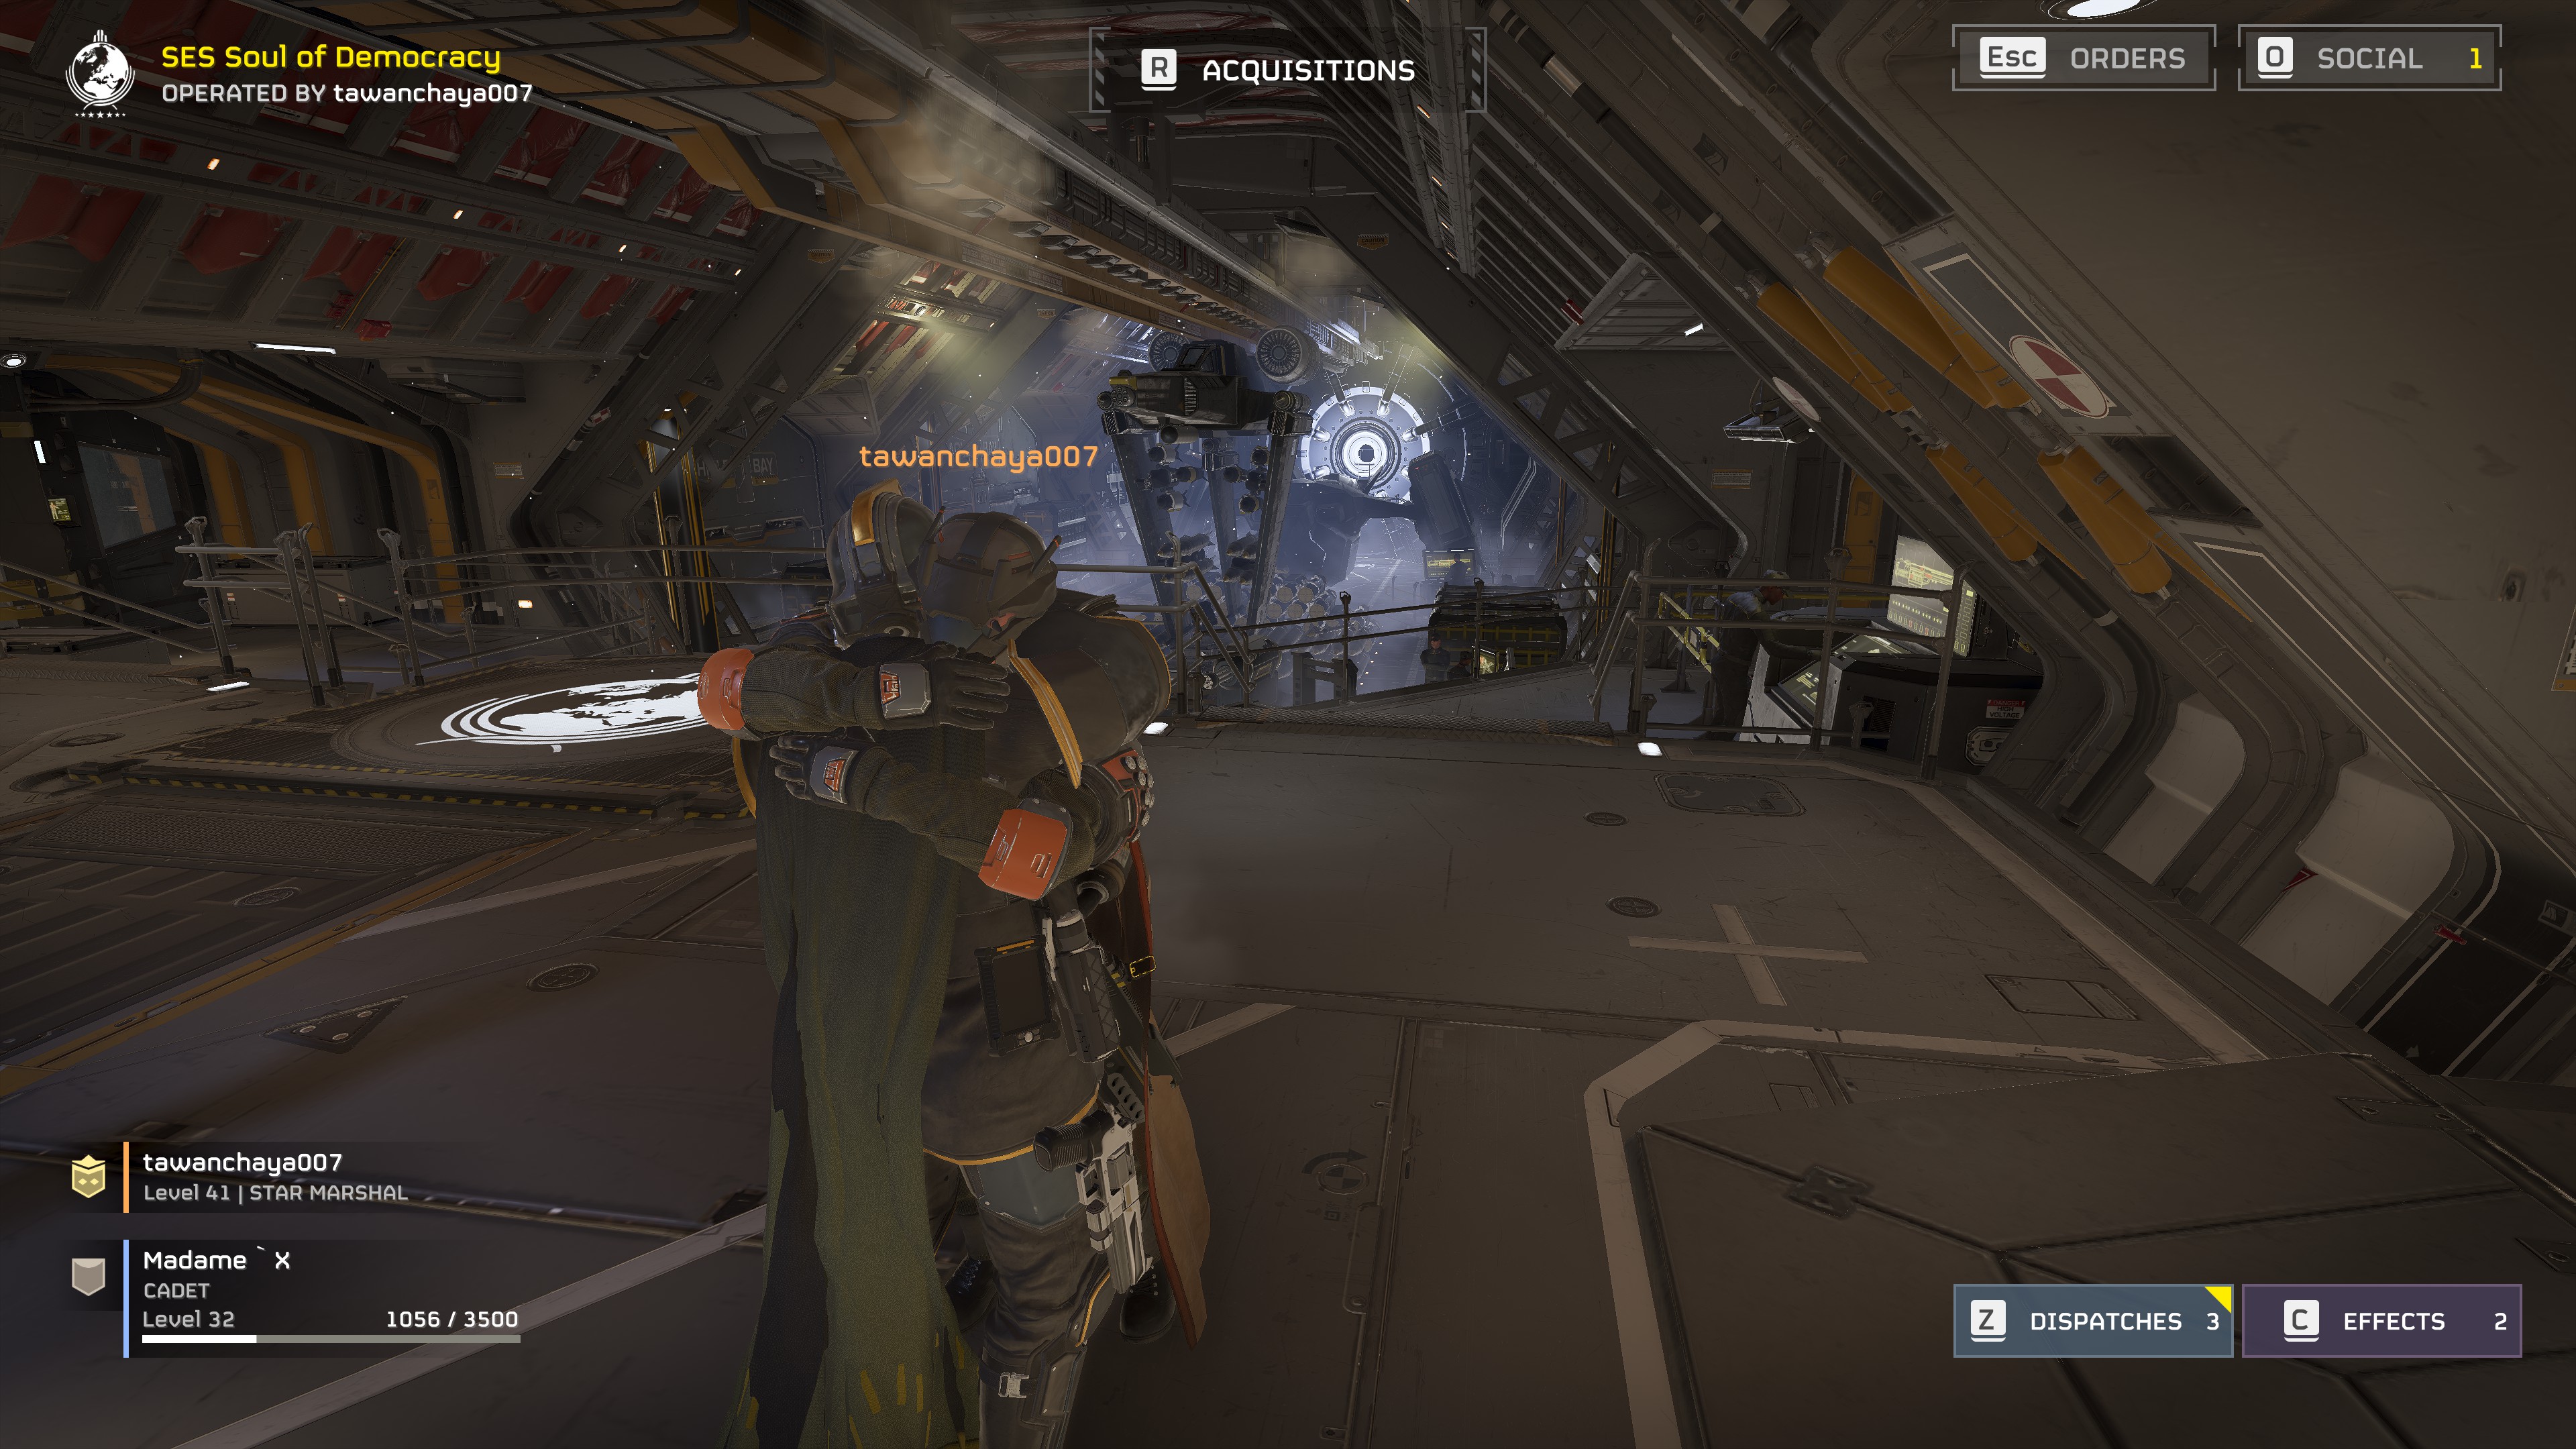 SES Soul of Democracy
OPERATED BY tawanchaya007
R ACQUISITIONS
Esc ORDERS
O SOCIAL 1
tawanchaya007
tawanchaya007
Level 41 | STAR MARSHAL
Madame ` X
CADET
Level 32 1056 / 3500
Z DISPATCHES 3
C EFFECTS 2